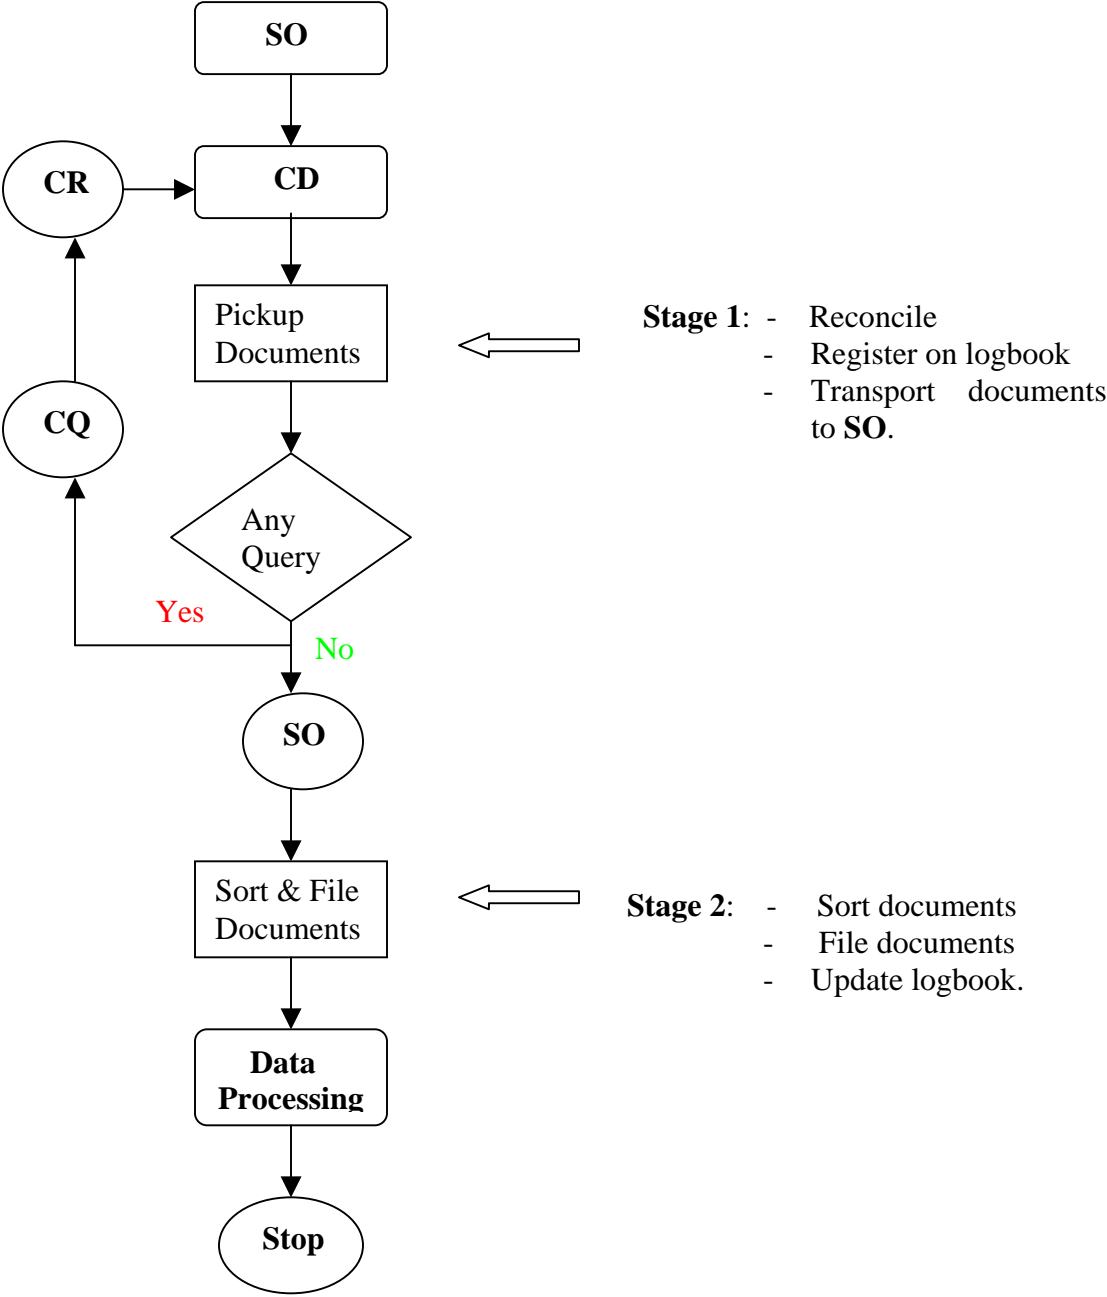 SO
CR
CD
Pickup
Documents
Stage 1: - Reconcile
- Register on logbook
- Transport documents
to SO.
CQ
Any
Query
Yes
No
SO
Sort & File
Documents
Stage 2: - Sort documents
- File documents
- Update logbook.
Data
Processing
Stop